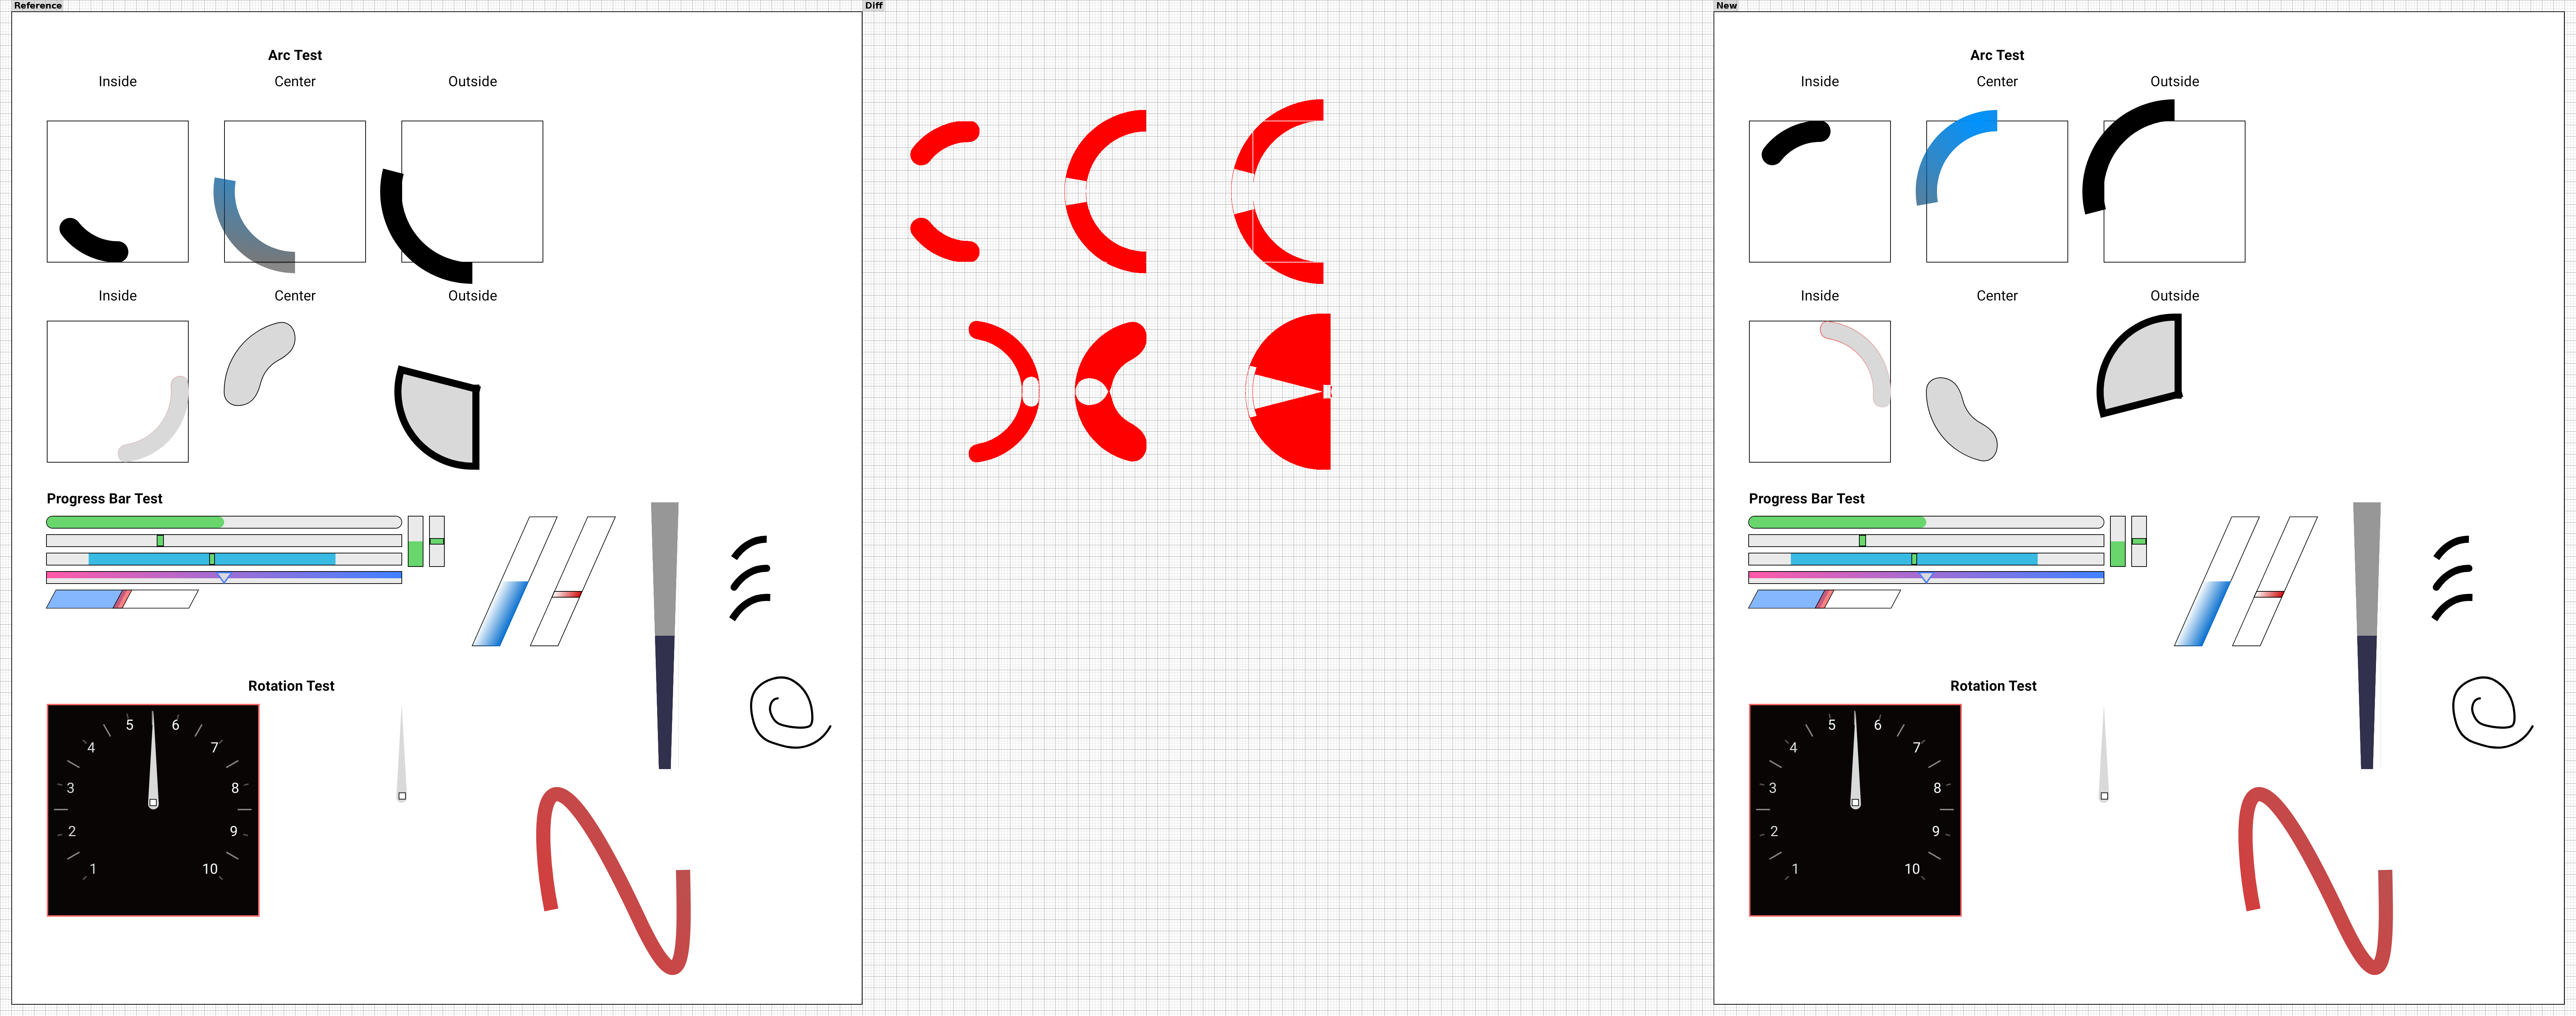 Reference
Diff
New
Arc Test
Inside Center Outside
Inside Center Outside
Progress Bar Test
Rotation Test
5 6
4 7
3 8
2 9
1 10
Arc Test
Inside Center Outside
Inside Center Outside
Progress Bar Test
Rotation Test
5 6
4 7
3 8
2 9
1 10